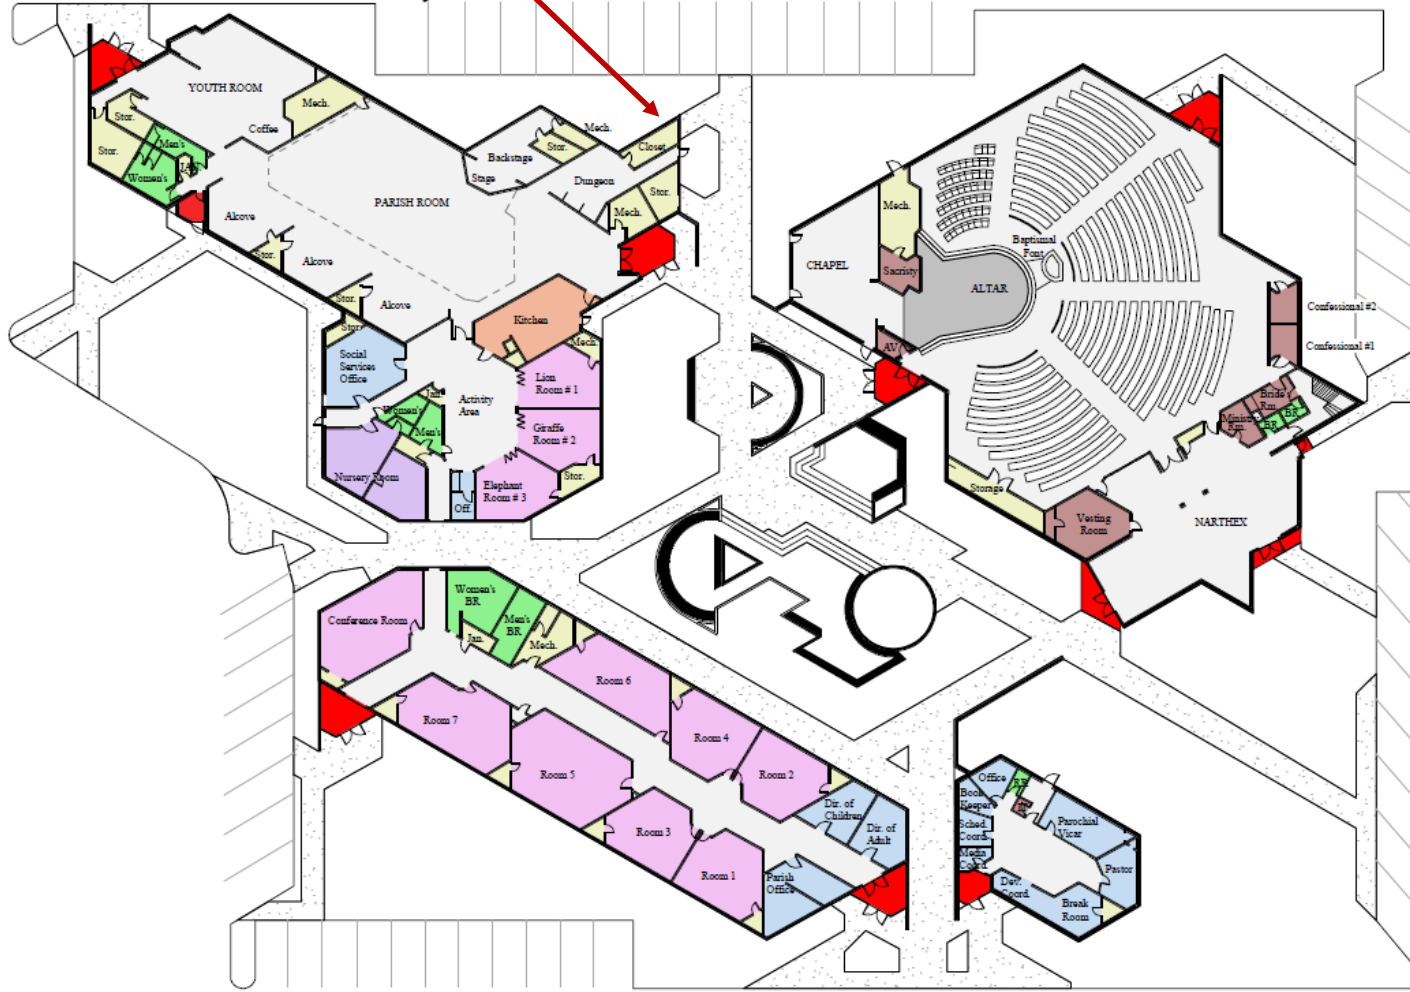 YOUTH ROOM
Mech.
Stor.
Coffee
Men's
Stor.
Women's
Mech.
Stor.
Closet
Backstage
Stage
Dungeon
Stor.
Mech.
PARISH ROOM
Alcove
Stor.
Alcove
Stor.
Alcove
Stor.
Kitchen
Mech.
Social
Services
Office
Lion
Room # 1
Jan.
Activity
Area
Women's
Men's
Giraffe
Room # 2
Nursery Room
Elephant
Room # 3
Stor.
Off.
Mech.
Baptismal
Font
CHAPEL
Sacristy
ALTAR
AV
Confessional #2
Confessional #1
Bride's
Rm.
Ministry
Rm.
BR
BR
Storage
Vesting
Room
NARTHEX
Conference Room
Women's
BR
Men's
BR
Jan.
Mech.
Room 6
Room 7
Room 4
Room 5
Room 2
Dir. of
Children
Dir. of
Adult
Room 3
Room 1
Parish
Office
Office
Book
Keeper
Sched.
Coord.
Media
Coord.
Parochial
Vicar
Pastor
Dev.
Coord.
Break
Room